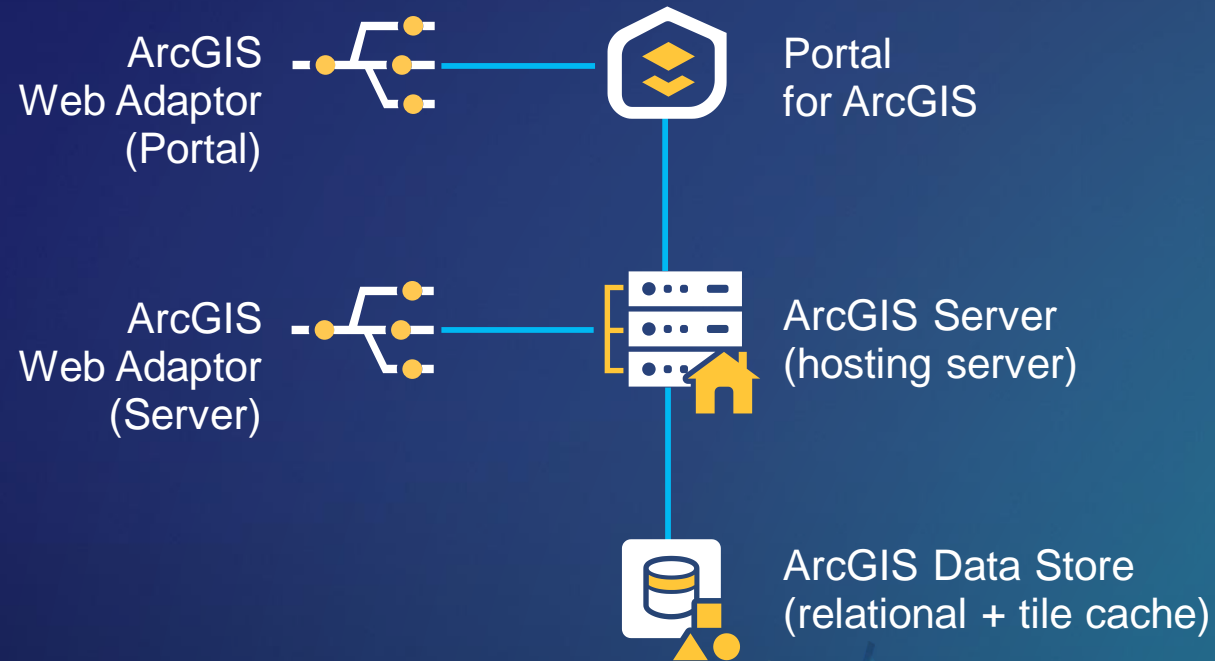 ArcGIS
Web Adaptor
(Portal)
Portal
for ArcGIS
ArcGIS
Web Adaptor
(Server)
ArcGIS Server
(hosting server)
ArcGIS Data Store
(relational + tile cache)